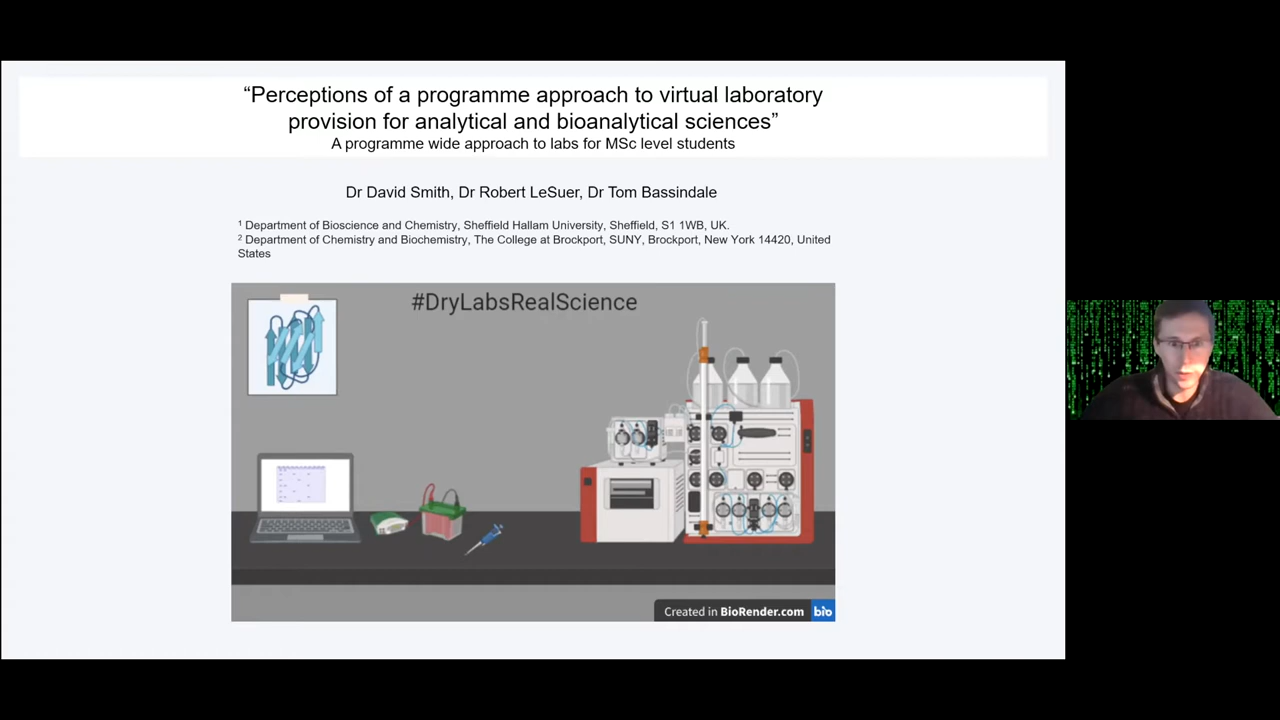 “Perceptions of a programme approach to virtual laboratory
provision for analytical and bioanalytical sciences”
A programme wide approach to labs for MSc level students
Dr David Smith, Dr Robert LeSuer, Dr Tom Bassindale
¹ Department of Bioscience and Chemistry, Sheffield Hallam University, Sheffield, S1 1WB, UK.
² Department of Chemistry and Biochemistry, The College at Brockport, SUNY, Brockport, New York 14420, United
States
#DryLabsRealScience
Created in BioRender.com bio